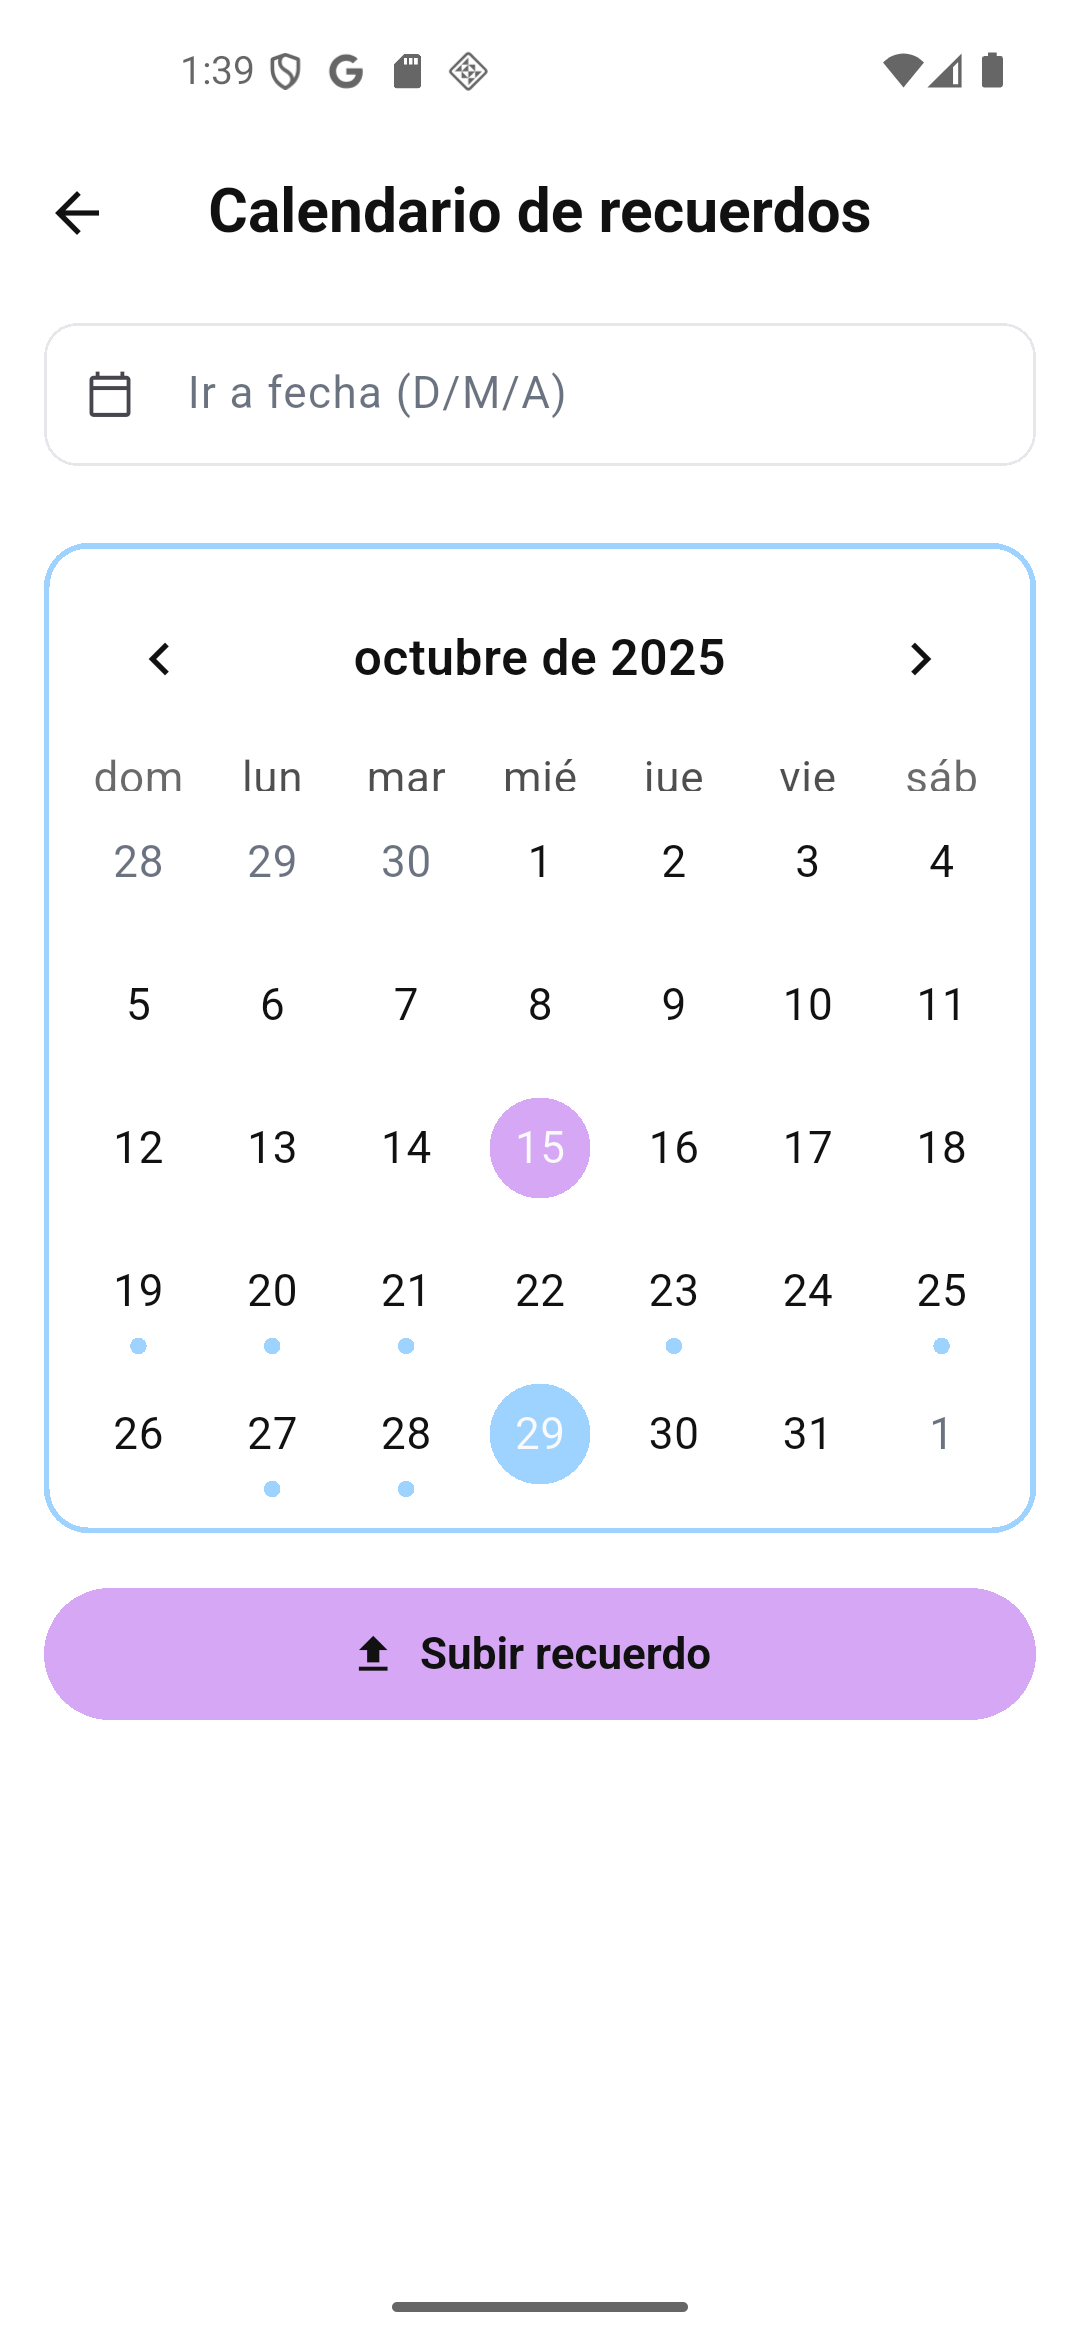 1:39
Calendario de recuerdos
Ir a fecha (D/M/A)
octubre de 2025
dom lun mar mié jue vie sáb
28 29 30 1 2 3 4
5 6 7 8 9 10 11
12 13 14 15 16 17 18
19 20 21 22 23 24 25
26 27 28 29 30 31 1
Subir recuerdo